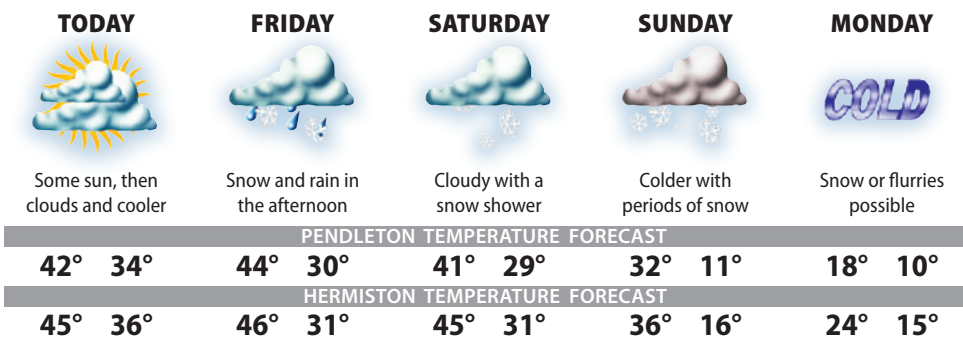 TODAY FRIDAY SATURDAY SUNDAY MONDAY
COLD
Some sun, then Snow and rain in Cloudy with a Colder with Snow or flurries
clouds and cooler the afternoon snow shower periods of snow possible
PENDLETON TEMPERATURE FORECAST
42° 34° 44° 30° 41° 29° 32° 11° 18° 10°
HERMISTON TEMPERATURE FORECAST
45° 36° 46° 31° 45° 31° 36° 16° 24° 15°